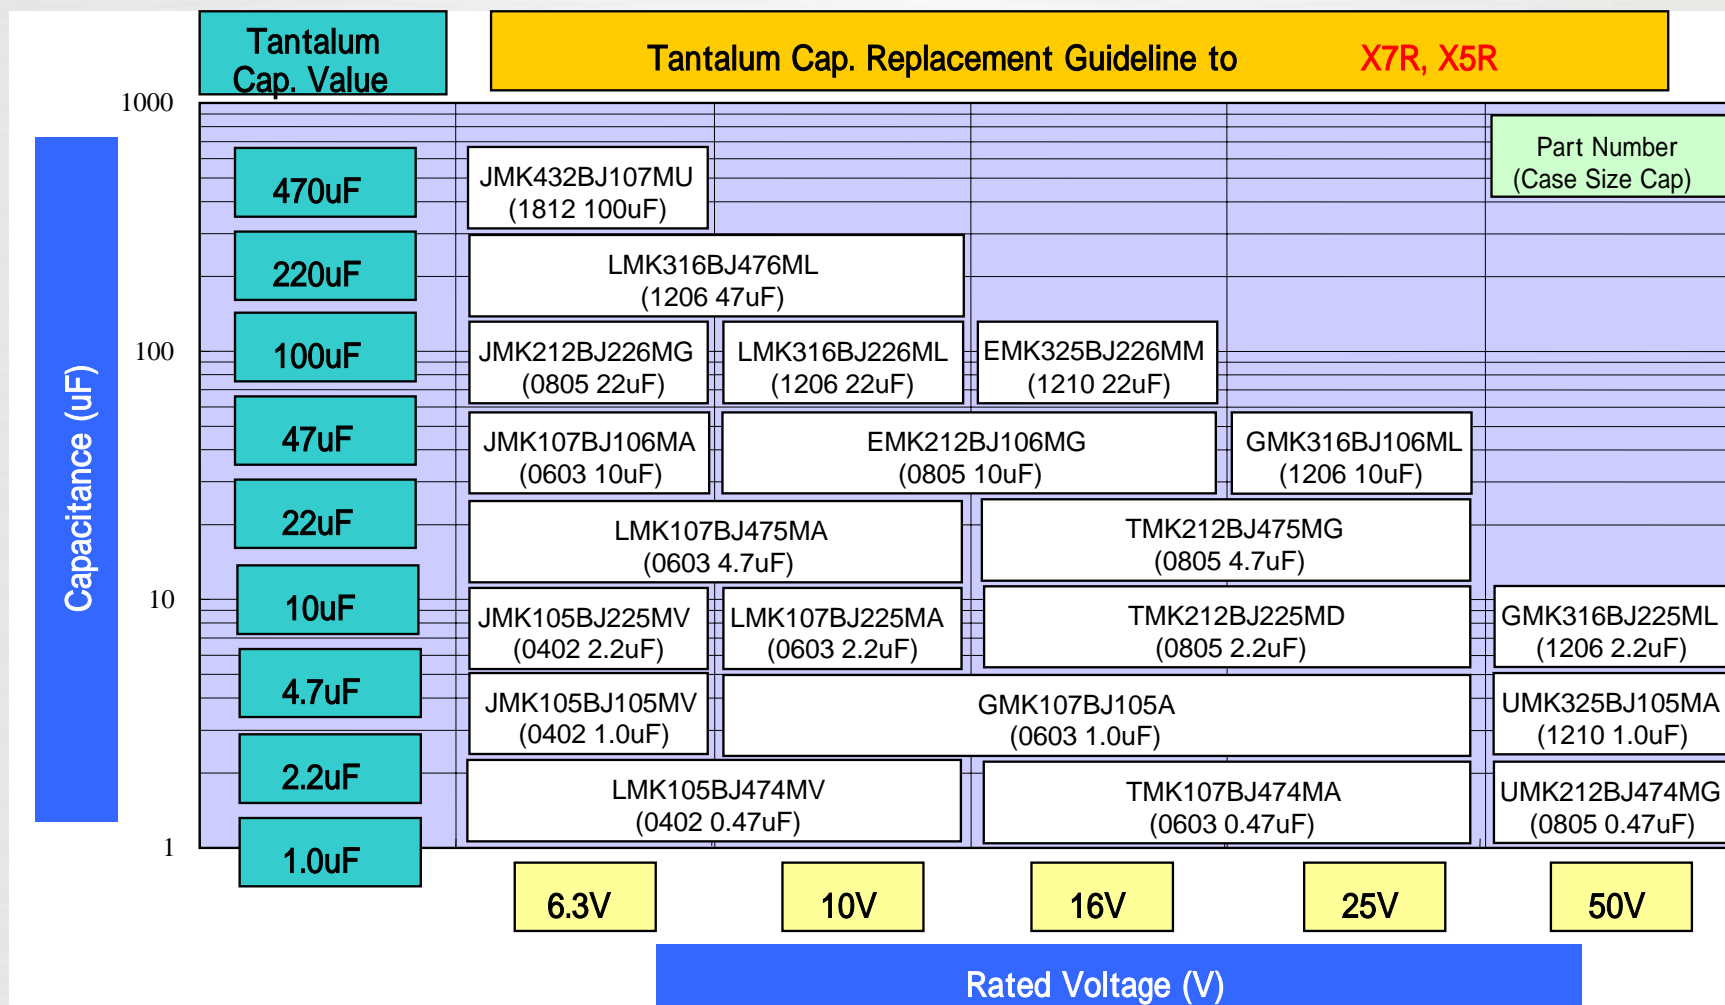 Tantalum
Cap. Value
Tantalum Cap. Replacement Guideline to X7R, X5R
Part Number
(Case Size Cap)
Capacitance (uF)
1000
100
10
1
470uF
JMK432BJ107MU
(1812 100uF)
220uF
LMK316BJ476ML
(1206 47uF)
100uF
JMK212BJ226MG
(0805 22uF)
LMK316BJ226ML
(1206 22uF)
EMK325BJ226MM
(1210 22uF)
47uF
JMK107BJ106MA
(0603 10uF)
EMK212BJ106MG
(0805 10uF)
GMK316BJ106ML
(1206 10uF)
22uF
LMK107BJ475MA
(0603 4.7uF)
TMK212BJ475MG
(0805 4.7uF)
10uF
JMK105BJ225MV
(0402 2.2uF)
LMK107BJ225MA
(0603 2.2uF)
TMK212BJ225MD
(0805 2.2uF)
GMK316BJ225ML
(1206 2.2uF)
4.7uF
JMK105BJ105MV
(0402 1.0uF)
GMK107BJ105A
(0603 1.0uF)
UMK325BJ105MA
(1210 1.0uF)
2.2uF
LMK105BJ474MV
(0402 0.47uF)
TMK107BJ474MA
(0603 0.47uF)
UMK212BJ474MG
(0805 0.47uF)
1.0uF
6.3V
10V
16V
25V
50V
Rated Voltage (V)